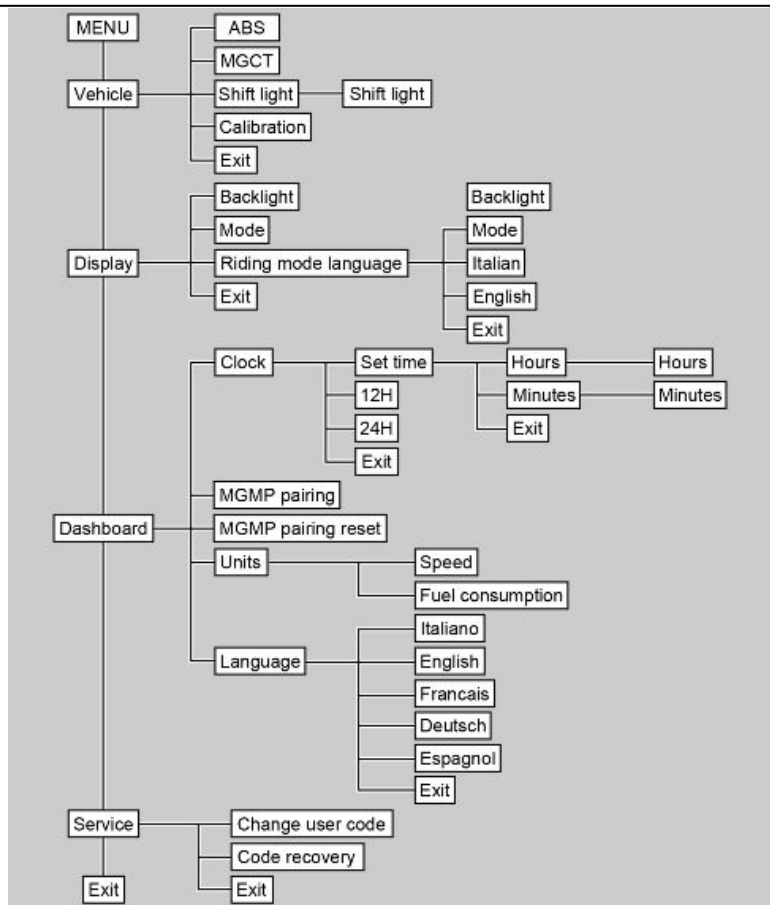 MENU
ABS
MGCT
Vehicle Shift light Shift light
Calibration
Exit
Backlight Backlight
Mode Mode
Display Riding mode language Italian
Exit English
Exit
Clock Set time Hours Hours
12H Minutes Minutes
24H Exit
Exit
MGMP pairing
Dashboard MGMP pairing reset
Units Speed
Fuel consumption
Italiano
Language English
Francais
Deutsch
Espagnol
Exit
Service Change user code
Code recovery
Exit Exit